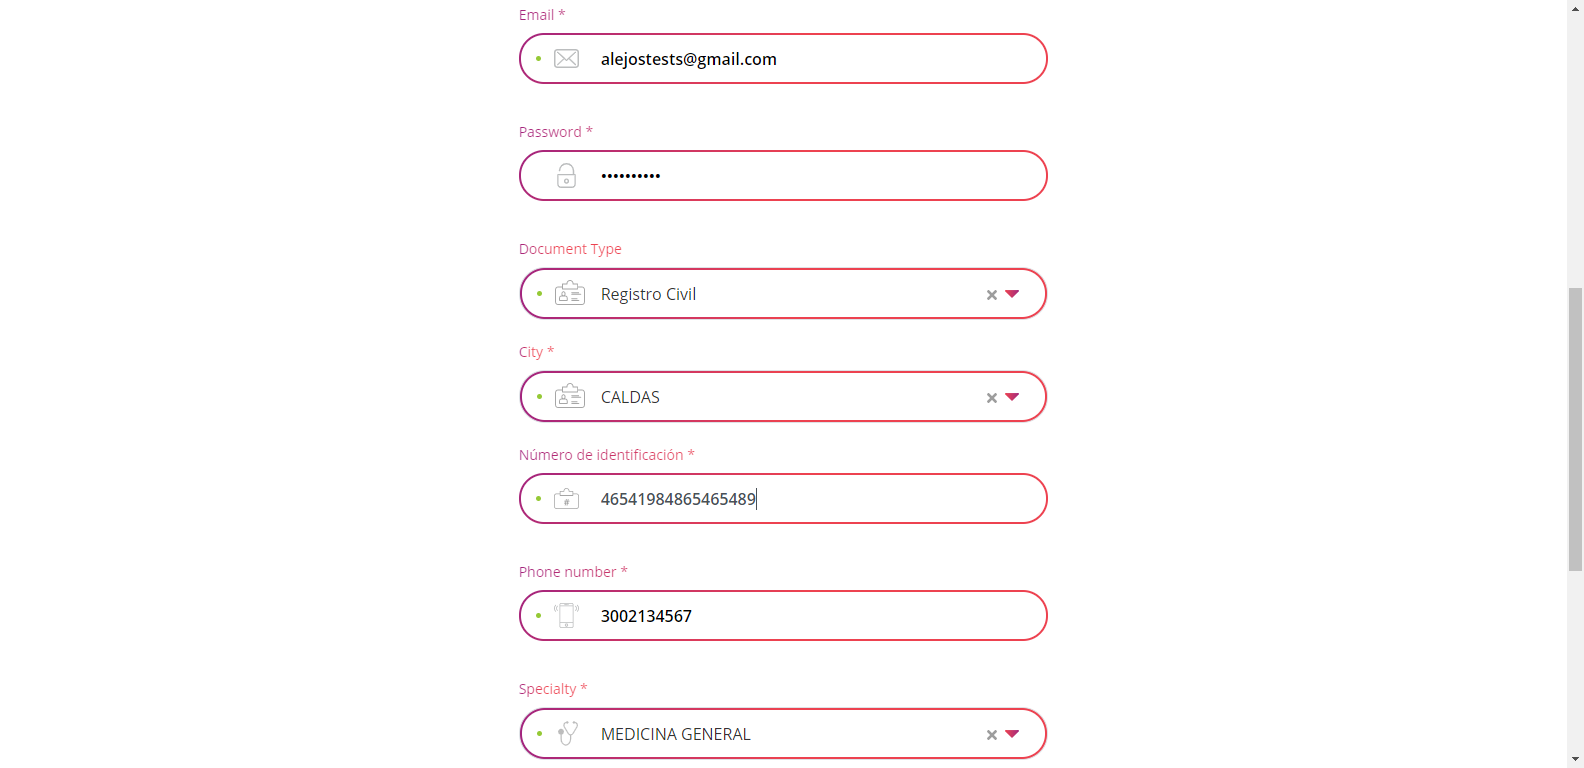 Email *
alejostests@gmail.com
Password *
••••••••••
Document Type
Registro Civil
City *
CALDAS
Número de identificación *
46541984865465489
#
Phone number *
3002134567
Specialty *
MEDICINA GENERAL